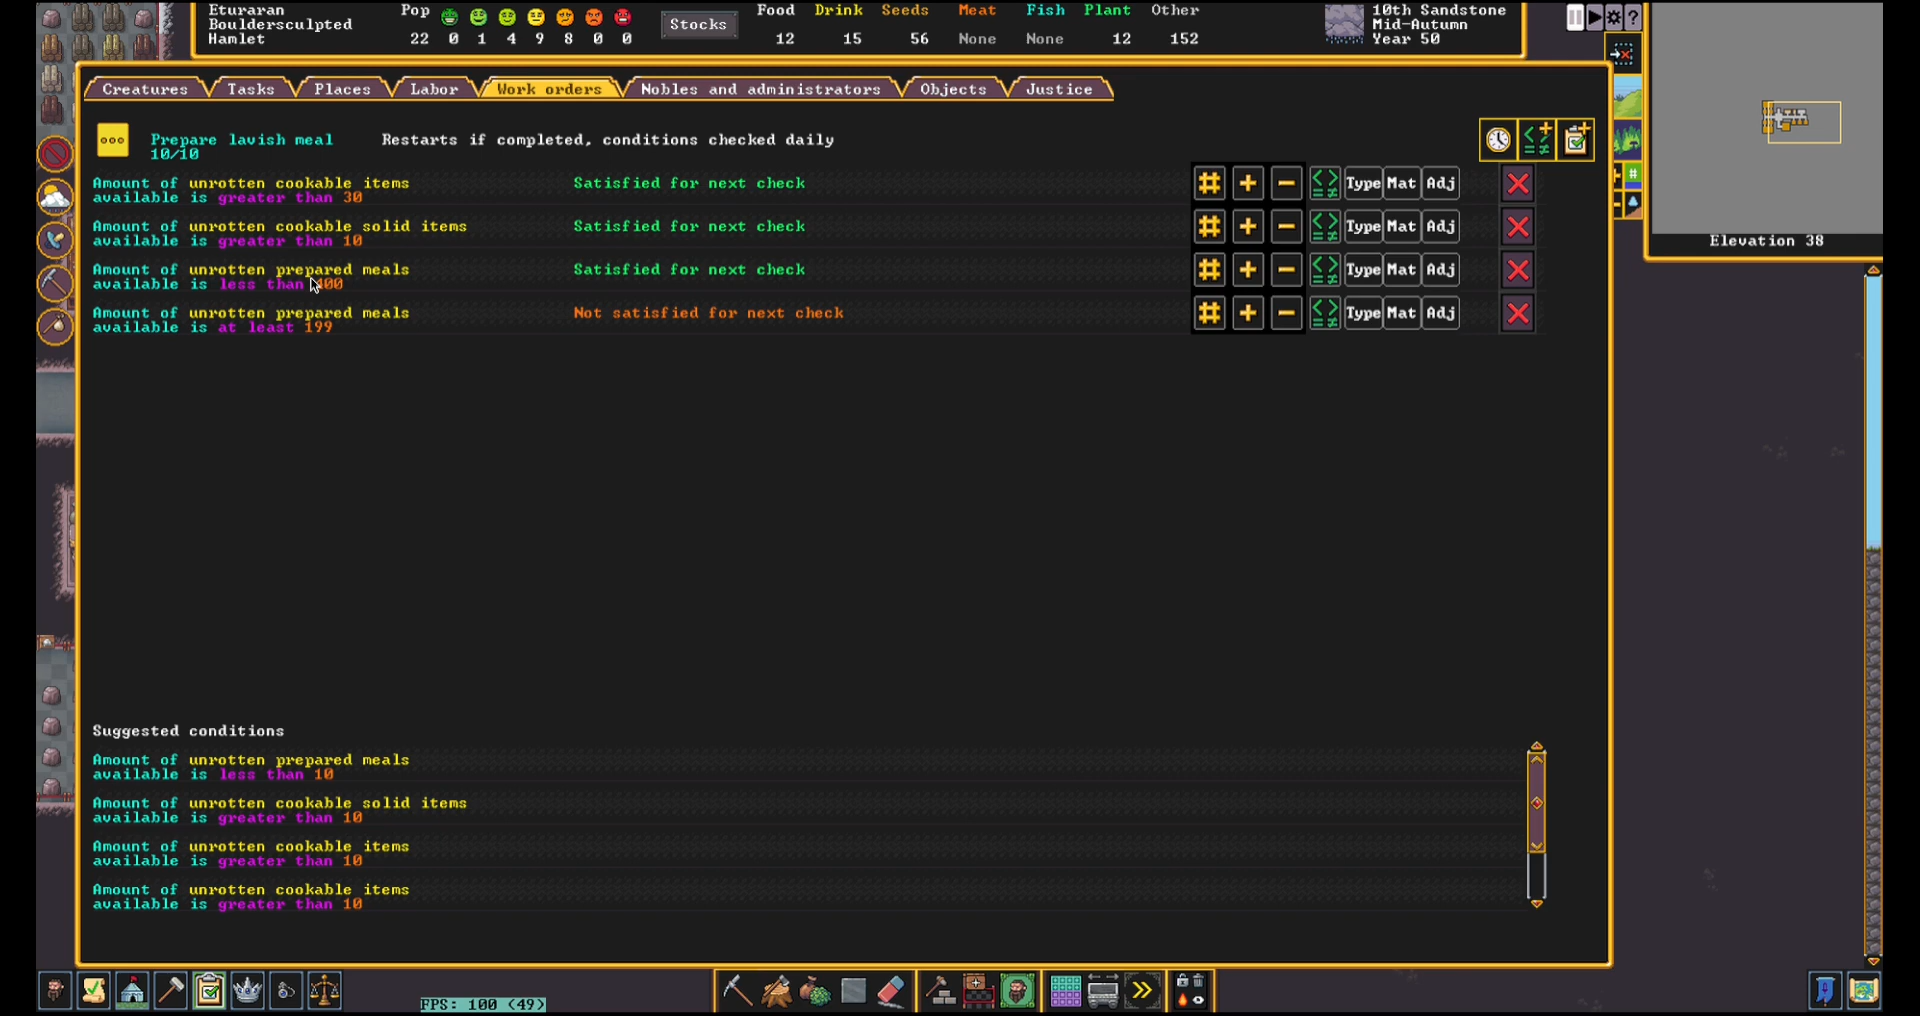 Eturaran
Bouldersculpted
Hamlet
Pop
22 0 1 4 9 8 0 0
Stocks
Food Drink Seeds Meat Fish Plant Other
12 15 56 None None 12 152
10th Sandstone
Mid-Autumn
Year 50
Elevation 38
Creatures Tasks Places Labor Work orders Nobles and administrators Objects Justice
Prepare lavish meal Restarts if completed, conditions checked daily
10/10
Amount of unrotten cookable items Satisfied for next check Type Mat Adj
available is greater than 30
Amount of unrotten cookable solid items Satisfied for next check Type Mat Adj
available is greater than 10
Amount of unrotten prepared meals Satisfied for next check Type Mat Adj
available is less than
Amount of unrotten prepared meals Not satisfied for next check Type Mat Adj
available is at least 199
Suggested conditions
Amount of unrotten prepared meals
available is less than 10
Amount of unrotten cookable solid items
available is greater than 10
Amount of unrotten cookable items
available is greater than 10
Amount of unrotten cookable items
available is greater than 10
FPS: 100 (49)